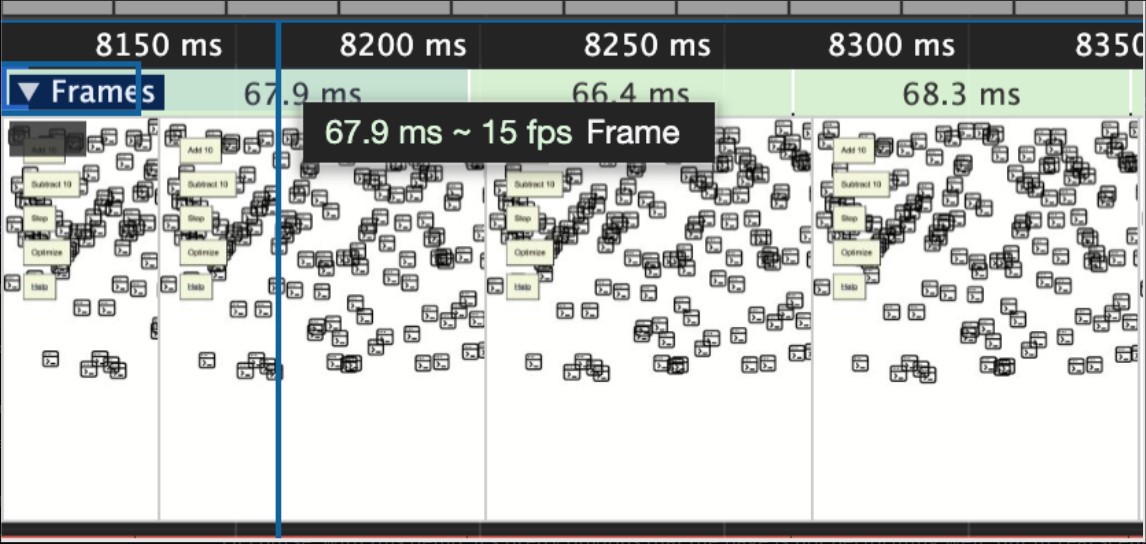 8150 ms 8200 ms 8250 ms 8300 ms 8350
▼ Frames 67.9 ms 66.4 ms 68.3 ms
67.9 ms ~ 15 fps Frame
Add 10 Add 10 Add 10
Subtract 10 Subtract 10 Subtract 10 Subtract 10
Stop Stop Stop Stop
Optimize Optimize Optimize Optimize
Help Help Help Help